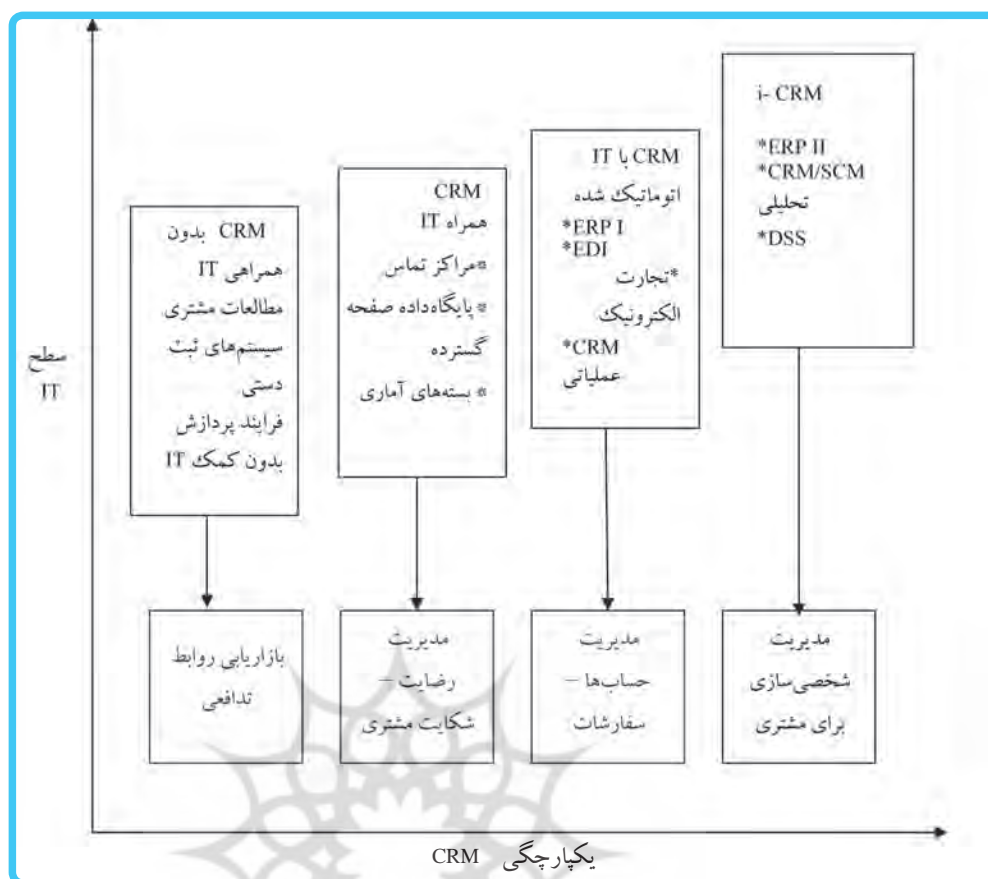 CRM بدون
همراهی IT
مطالعات مشتری
سیستم‌های ثبت
دستی
فرایند پردازش
بدون کمک IT
CRM
همراه IT
*مراکز تماس
* پایگاه‌داده صفحه
گسترده
* بسته‌های آماری
CRM با IT
اتوماتیک شده
*ERP I
*EDI
*تجارت
الکترونیک
*CRM
عملیاتی
i- CRM
*ERP II
*CRM/SCM
تحلیلی
*DSS
سطح
IT
بازاریابی روابط
تدافعی
مدیریت
رضایت –
شکایت مشتری
مدیریت
حساب‌ها –
سفارشات
مدیریت
شخصی‌سازی
برای مشتری
یکپارچگی CRM